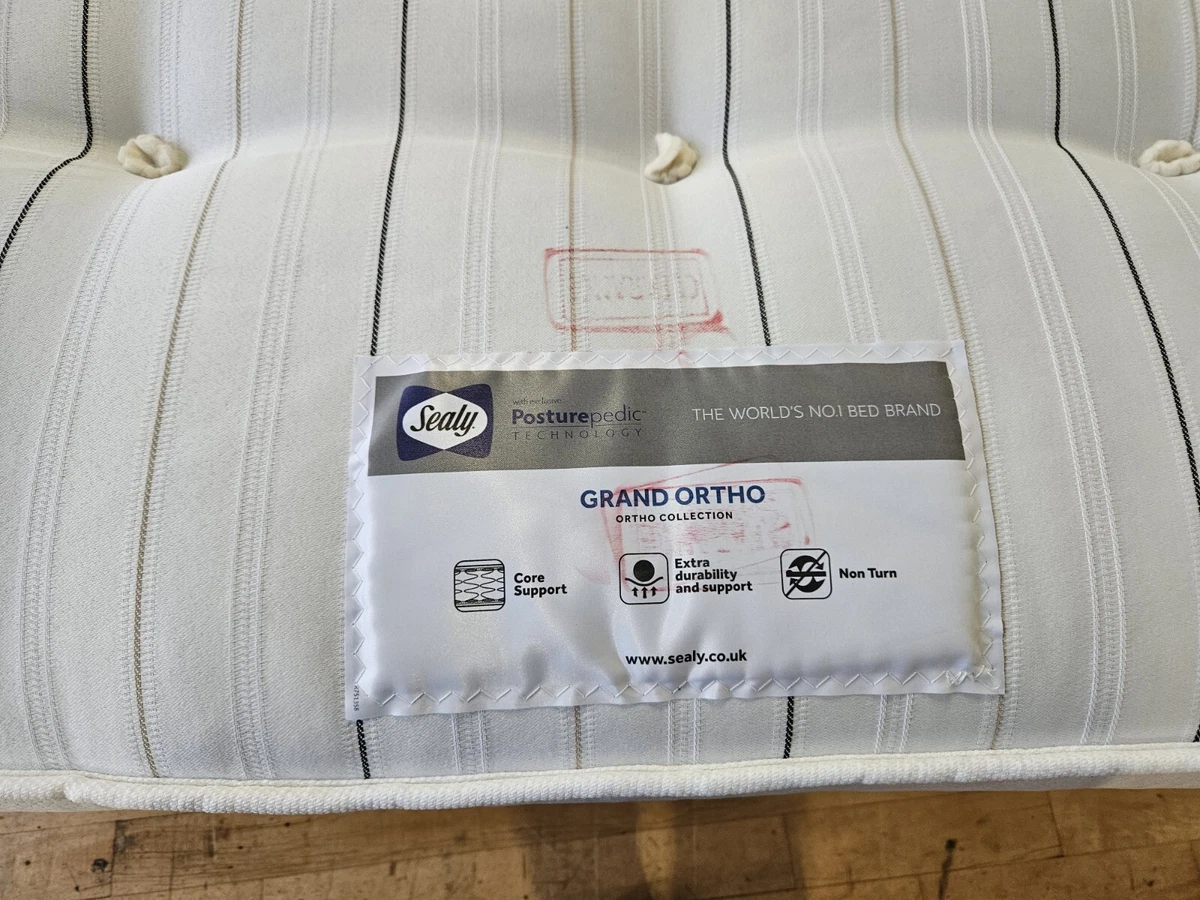 Sealy
with exclusive
Posturepedic™
TECHNOLOGY
THE WORLD'S NO.1 BED BRAND
GRAND ORTHO
ORTHO COLLECTION
Core
Support
Extra
durability
and support
Non Turn
www.sealy.co.uk